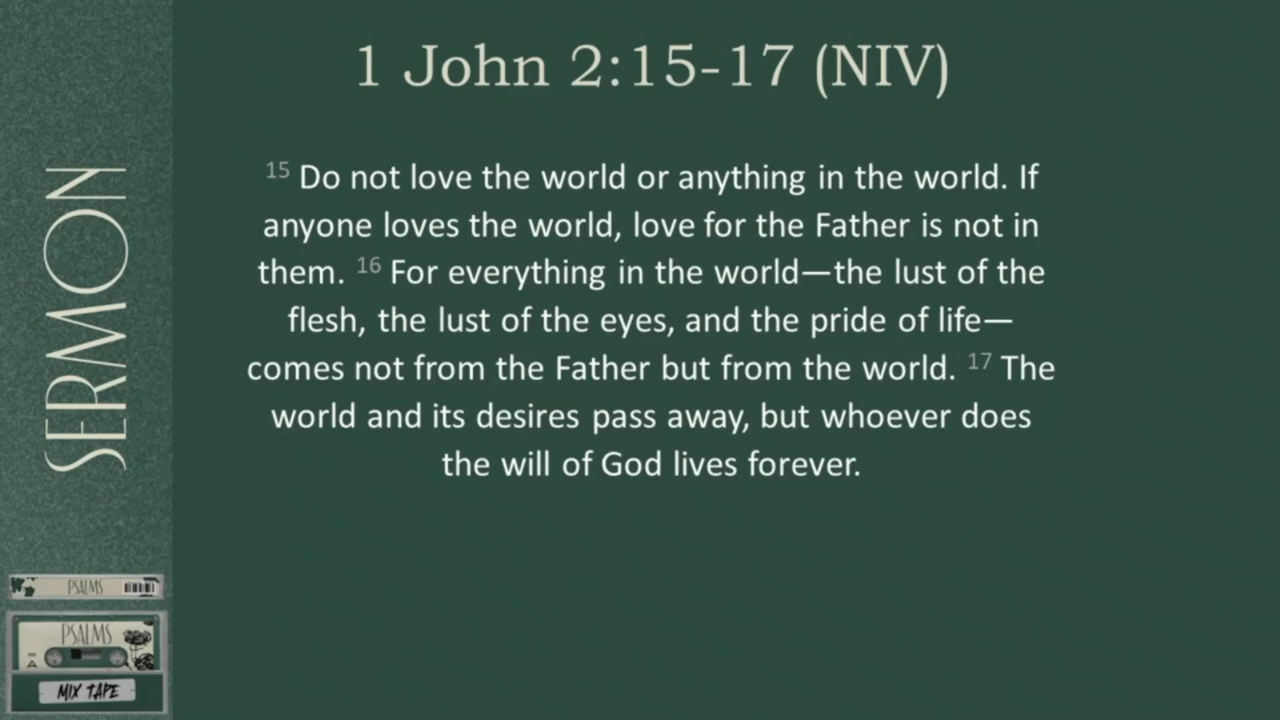 1 John 2:15-17 (NIV)
15 Do not love the world or anything in the world. If
anyone loves the world, love for the Father is not in
them. 16 For everything in the world—the lust of the
flesh, the lust of the eyes, and the pride of life—
comes not from the Father but from the world. 17 The
world and its desires pass away, but whoever does
the will of God lives forever.
SERMON
PSALMS
PSALMS
A
MIX TAPE